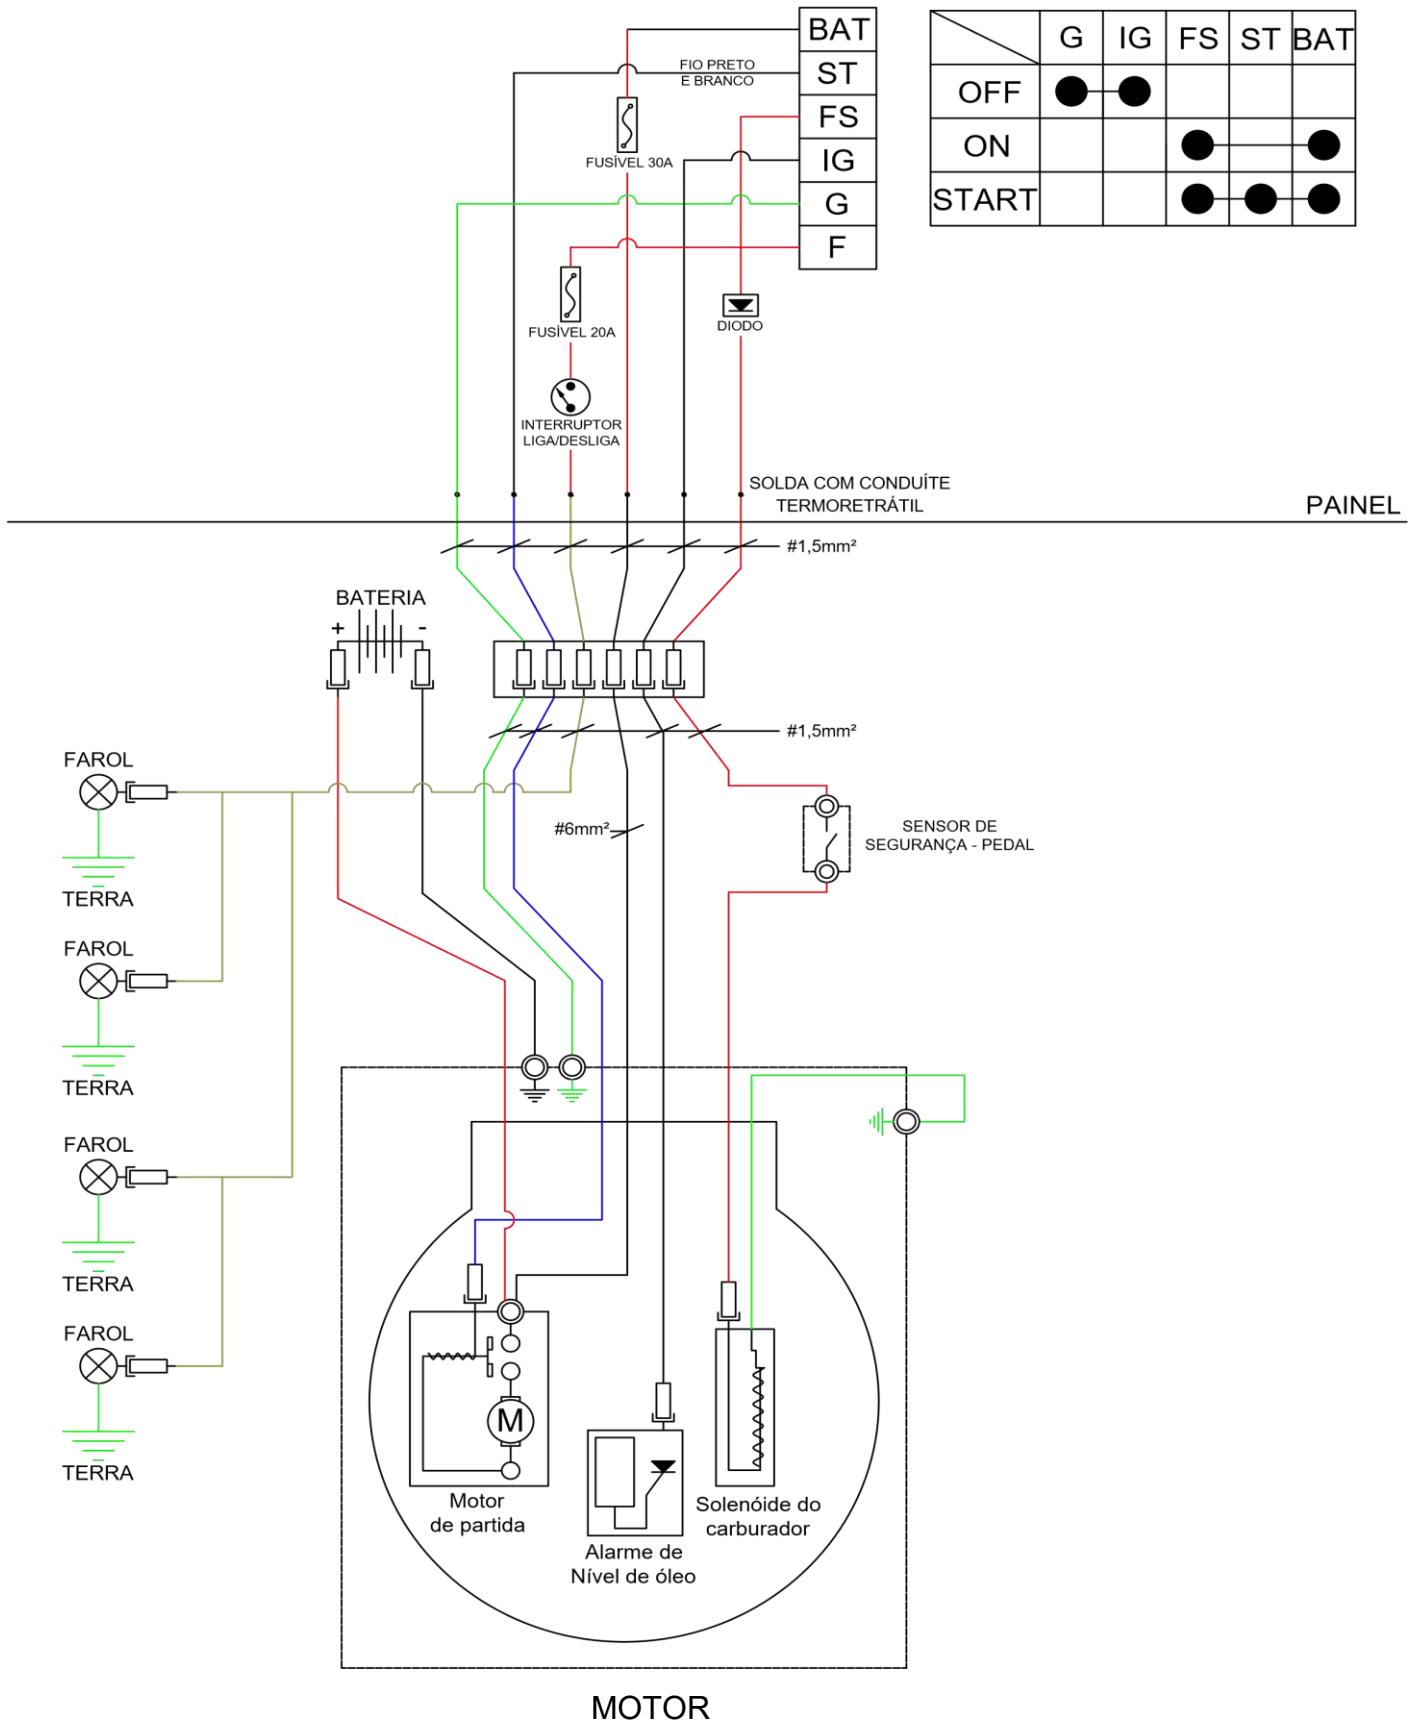 BAT
ST
FS
IG
G
F
FIO PRETO
E BRANCO
FUSÍVEL 30A
FUSÍVEL 20A
DIODO
INTERRUPTOR
LIGA/DESLIGA
G IG FS ST BAT
OFF
ON
START
SOLDA COM CONDUÍTE
TERMORETRÁTIL
PAINEL
#1,5mm²
BATERIA
+ -
#1,5mm²
FAROL
TERRA
#6mm²
SENSOR DE
SEGURANÇA - PEDAL
FAROL
TERRA
FAROL
TERRA
FAROL
TERRA
M
Motor
de partida
Alarme de
Nível de óleo
Solenóide do
carburador
MOTOR